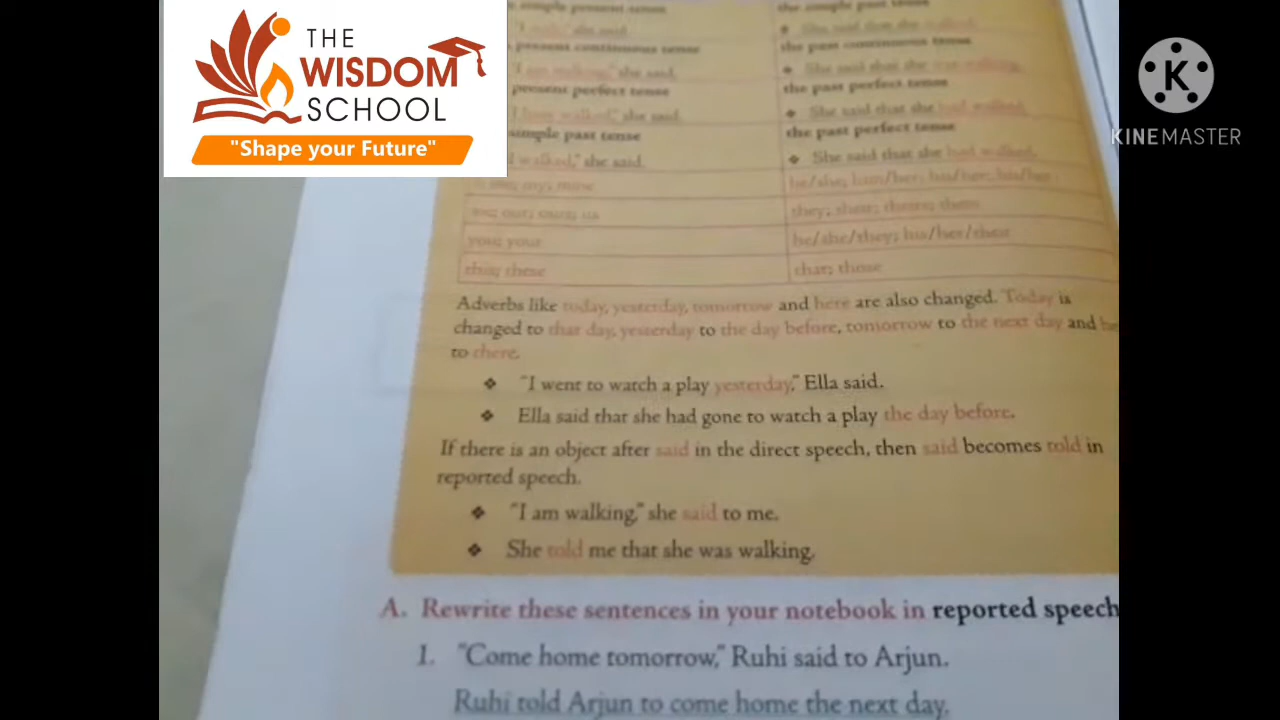 THE
WISDOM
SCHOOL
"Shape your Future"
KINEMASTER
simple present tense
the simple past tense
she said
She said that she walked.
present continuous tense
the past continuous tense
I am walking," she said.
She said that she was walking.
present perfect tense
the past perfect tense
I have walked," she said.
She said that she had walked.
simple past tense
the past perfect tense
I walked," she said.
She said that she had walked.
my; mine
he/she; him/her; his/her; his/her
our; ours; us
they; their; theirs; them
you; your
he/she/they; his/her/their
this; these
that; those
Adverbs like today, yesterday, tomorrow and here are also changed. Today is
changed to that day, yesterday to the day before, tomorrow to the next day and he
to there.
❖ "I went to watch a play yesterday," Ella said.
❖ Ella said that she had gone to watch a play the day before.
If there is an object after said in the direct speech, then said becomes told in
reported speech.
❖ "I am walking," she said to me.
❖ She told me that she was walking.
A. Rewrite these sentences in your notebook in reported speech
1. "Come home tomorrow," Ruhi said to Arjun.
Ruhi told Arjun to come home the next day.